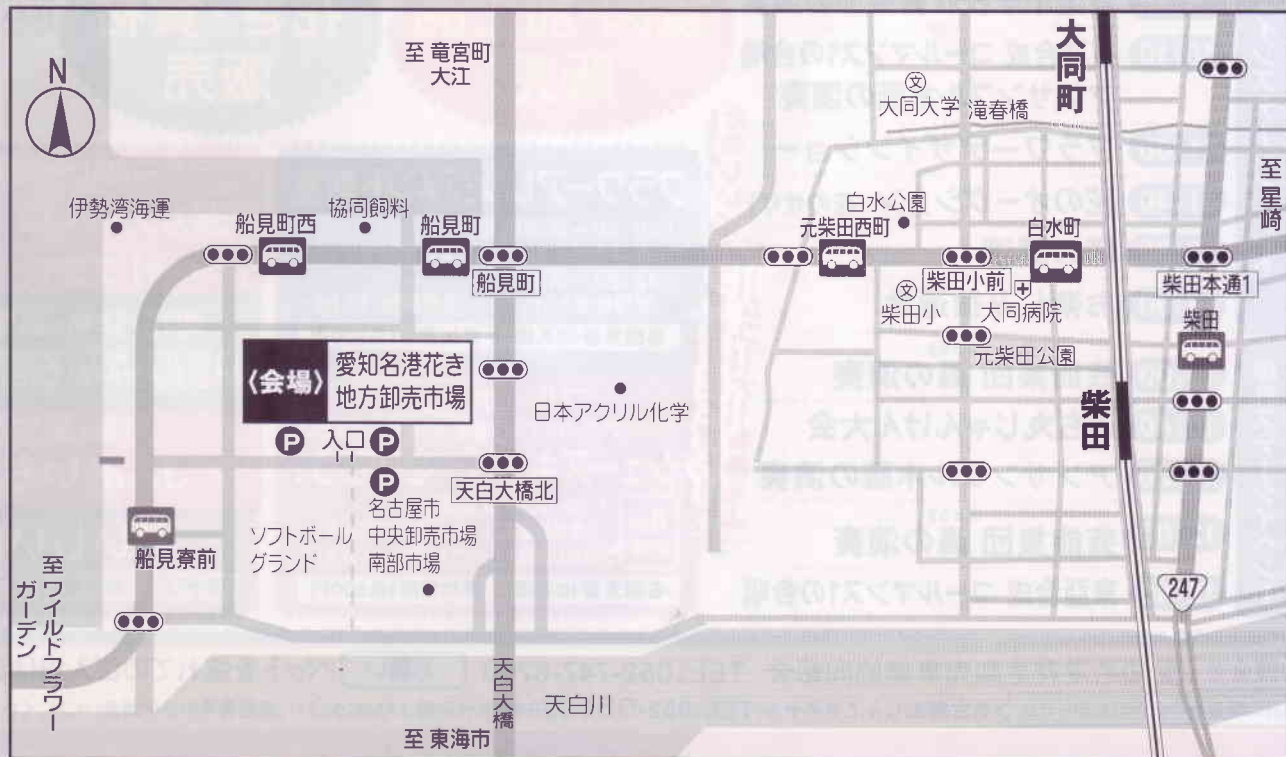 N
至 竜宮町
大江
大同町
大同大学
滝春橋
至 星崎
伊勢湾海運
船見町西
協同飼料
船見町
船見町
元柴田西町
白水公園
白水町
柴田小前
柴田小
大同病院
元柴田公園
柴田本通1
柴田
〈会場〉
愛知名港花き
地方卸売市場
日本アクリル化学
柴田
P 入口 P
P
天白大橋北
名古屋市
中央卸売市場
南部市場
ソフトボール
グランド
船見寮前
至 ワイルドフラワー
ガーデン
247
天白大橋
天白川
至 東海市